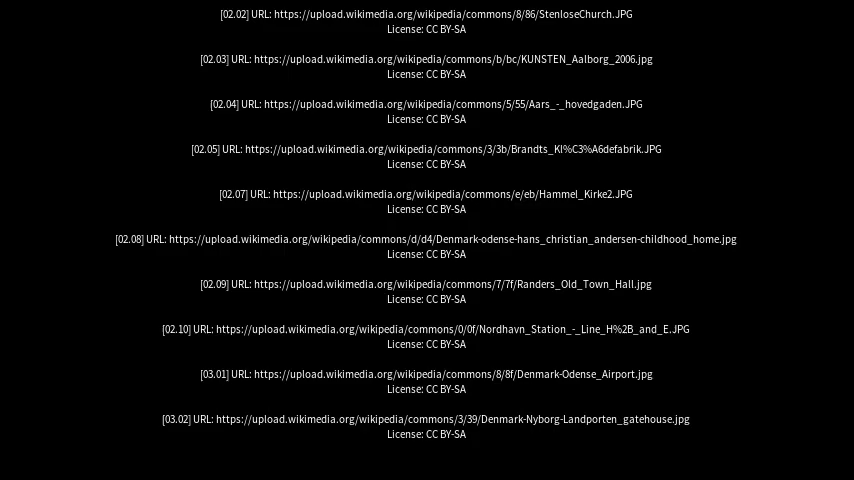 [02.02] URL: https://upload.wikimedia.org/wikipedia/commons/8/86/StenloseChurch.JPG
License: CC BY-SA
[02.03] URL: https://upload.wikimedia.org/wikipedia/commons/b/bc/KUNSTEN_Aalborg_2006.jpg
License: CC BY-SA
[02.04] URL: https://upload.wikimedia.org/wikipedia/commons/5/55/Aars_-_hovedgaden.JPG
License: CC BY-SA
[02.05] URL: https://upload.wikimedia.org/wikipedia/commons/3/3b/Brandts_Kl%C3%A6defabrik.JPG
License: CC BY-SA
[02.07] URL: https://upload.wikimedia.org/wikipedia/commons/e/eb/Hammel_Kirke2.JPG
License: CC BY-SA
[02.08] URL: https://upload.wikimedia.org/wikipedia/commons/d/d4/Denmark-odense-hans_christian_andersen-childhood_home.jpg
License: CC BY-SA
[02.09] URL: https://upload.wikimedia.org/wikipedia/commons/7/7f/Randers_Old_Town_Hall.jpg
License: CC BY-SA
[02.10] URL: https://upload.wikimedia.org/wikipedia/commons/0/0f/Nordhavn_Station_-_Line_H%2B_and_E.JPG
License: CC BY-SA
[03.01] URL: https://upload.wikimedia.org/wikipedia/commons/8/8f/Denmark-Odense_Airport.jpg
License: CC BY-SA
[03.02] URL: https://upload.wikimedia.org/wikipedia/commons/3/39/Denmark-Nyborg-Landporten_gatehouse.jpg
License: CC BY-SA